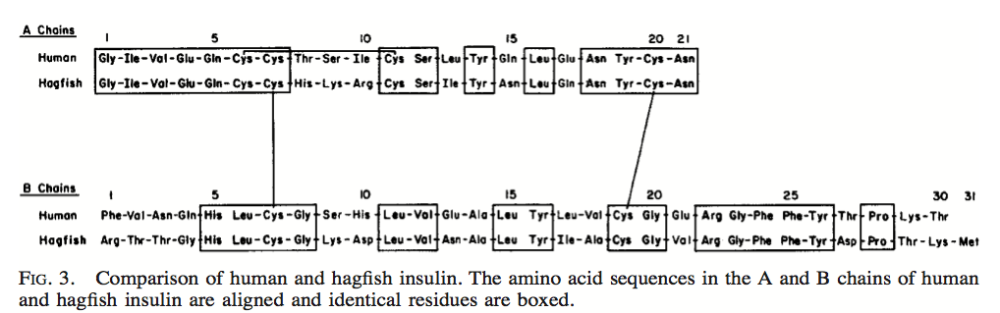 A Chains
1 5 10 15 20 21
Human Gly-Ile-Val-Glu-Gln-Cys-Cys-Thr-Ser-Ile-Cys Ser-Leu-Tyr-Gln-Leu-Glu-Asn Tyr-Cys-Asn
Hagfish Gly-Ile-Val-Glu-Gln-Cys-Cys-His-Lys-Arg-Cys Ser-Ile-Tyr-Asn-Leu-Gln-Asn Tyr-Cys-Asn
B Chains
1 5 10 15 20 25 30 31
Human Phe-Val-Asn-Gln-His Leu-Cys-Gly-Ser-His-Leu-Val-Glu-Ala-Leu Tyr-Leu-Val-Cys Gly-Glu-Arg Gly-Phe Phe-Tyr-Thr-Pro-Lys-Thr
Hagfish Arg-Thr-Thr-Gly-His Leu-Cys-Gly-Lys-Asp-Leu-Val-Asn-Ala-Leu Tyr-Ile-Ala-Cys Gly-Val-Arg Gly-Phe Phe-Tyr-Asp-Pro-Thr-Lys-Met
FIG. 3. Comparison of human and hagfish insulin. The amino acid sequences in the A and B chains of human
and hagfish insulin are aligned and identical residues are boxed.